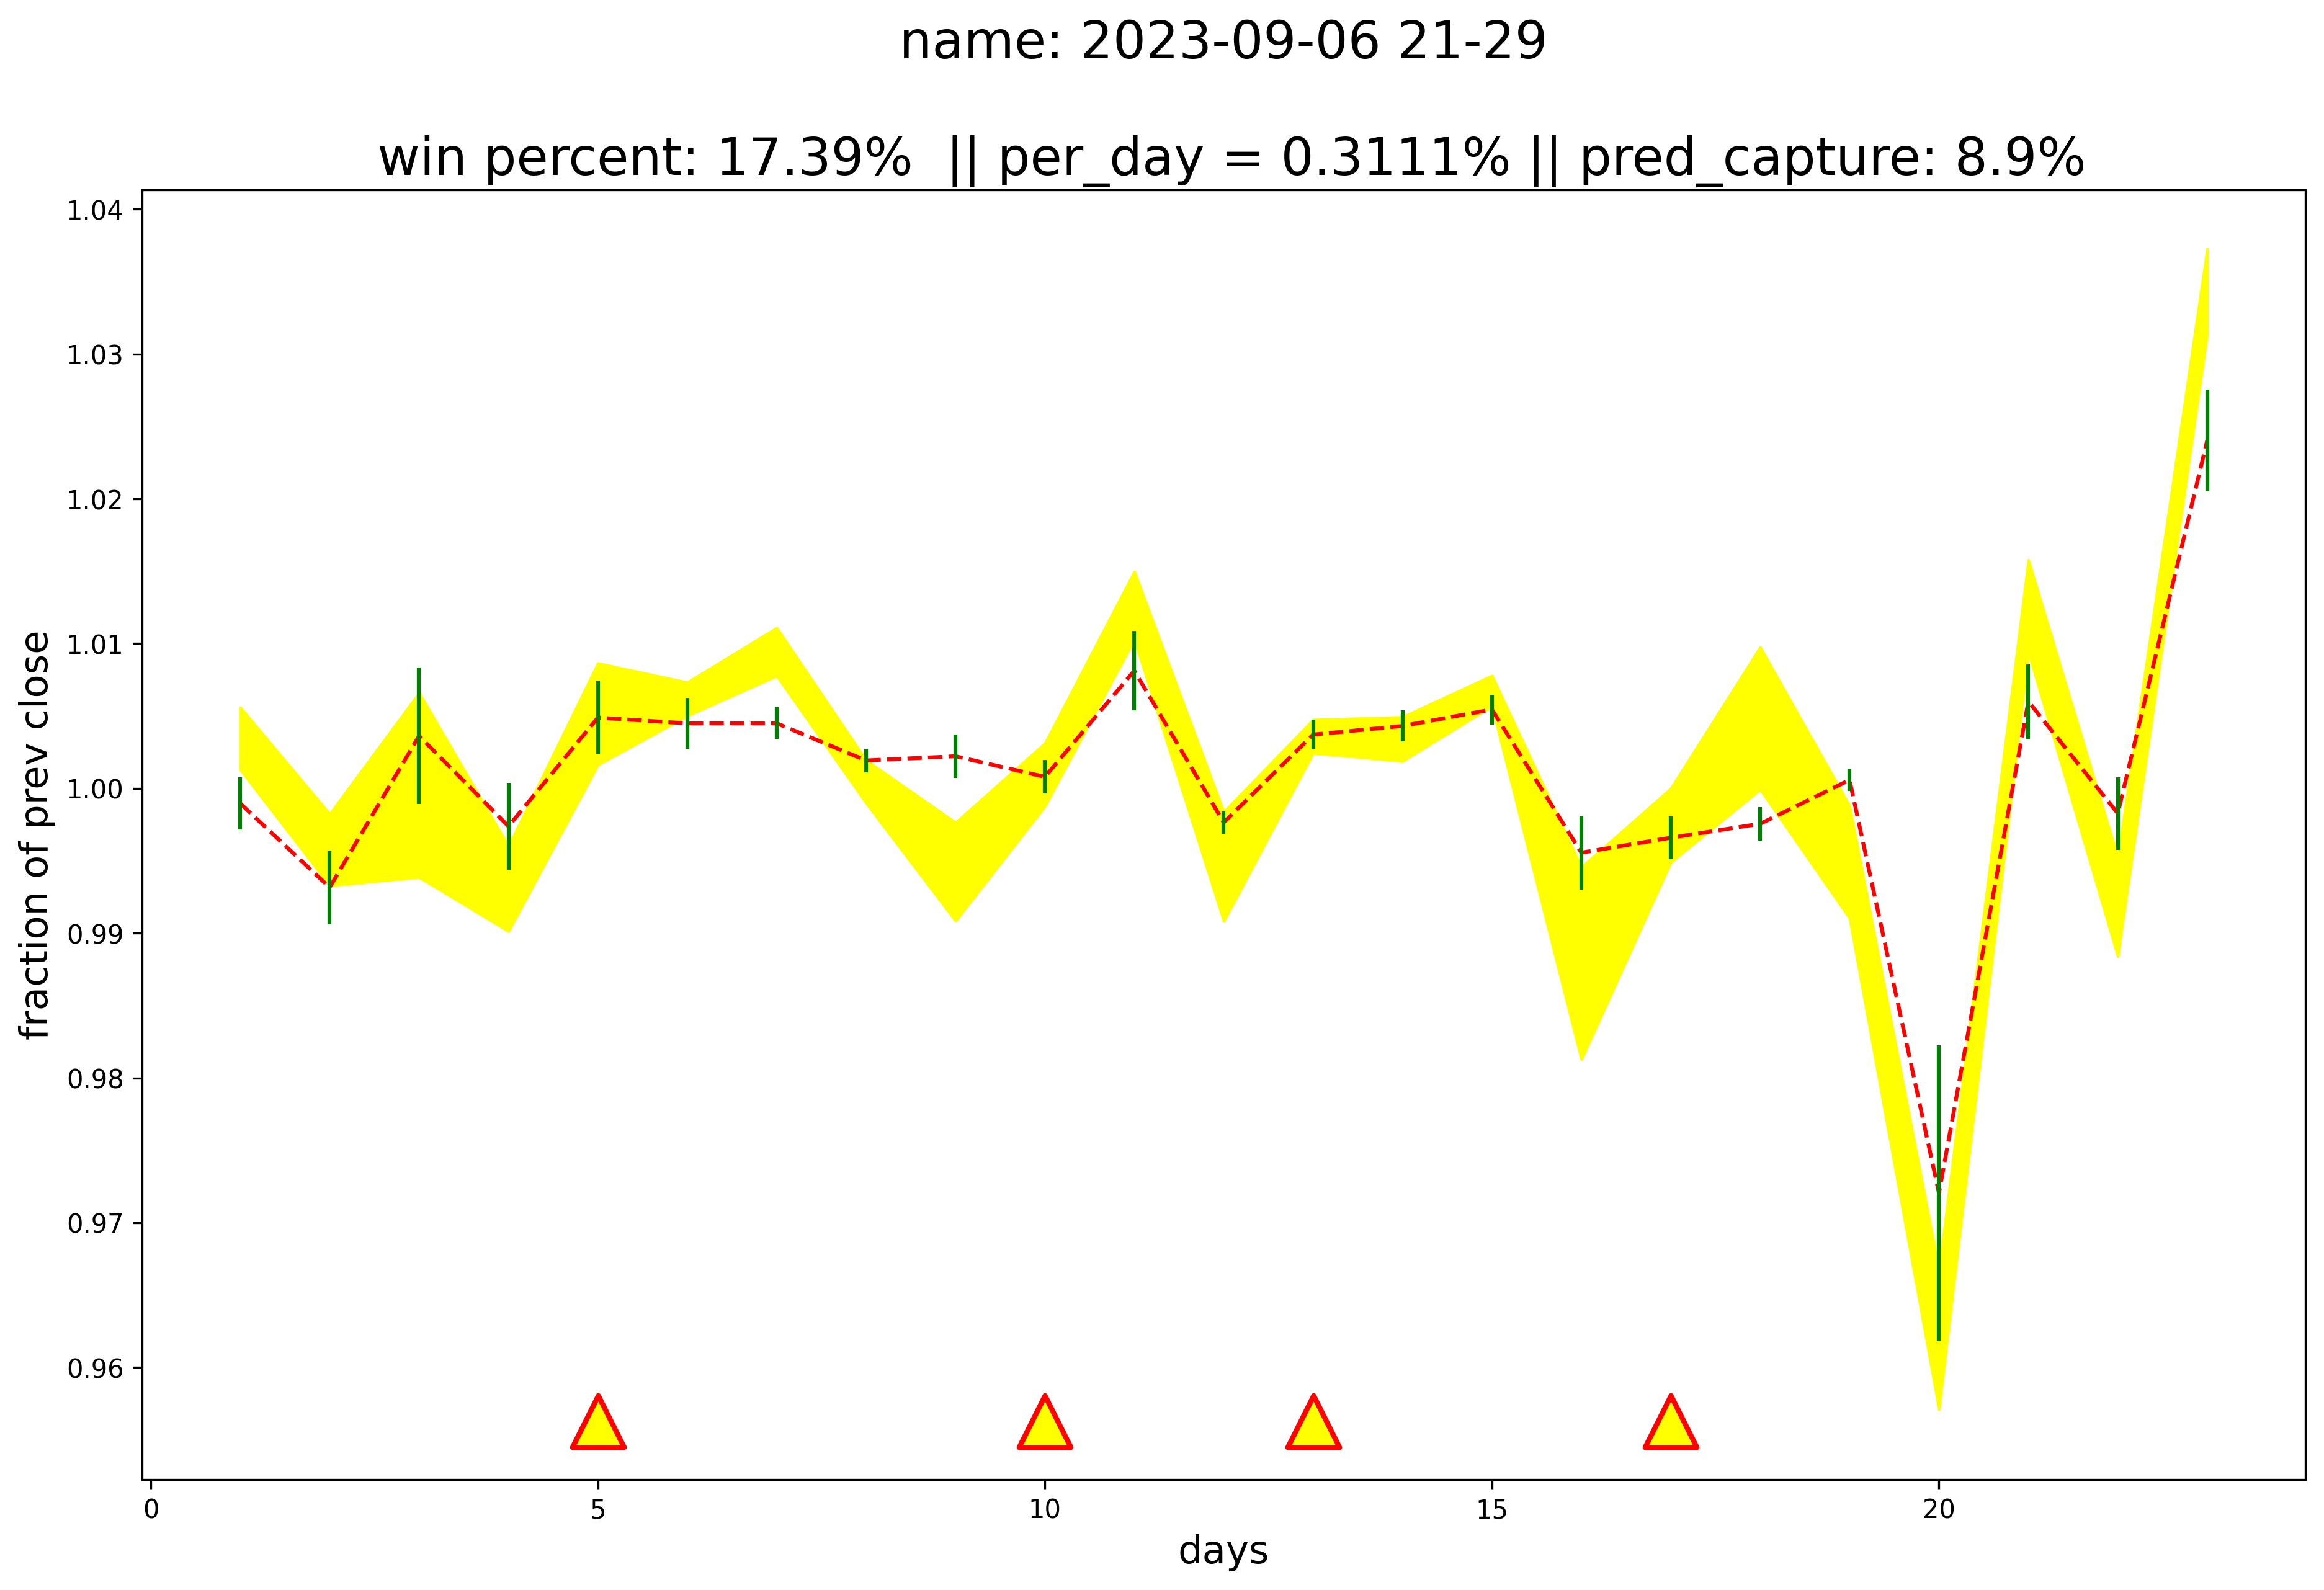 name: 2023-09-06 21-29
win percent: 17.39%  || per_day = 0.3111% || pred_capture: 8.9%
1.04
1.03
1.02
1.01
1.00
0.99
0.98
0.97
0.96
fraction of prev close
0 5 10 15 20
days